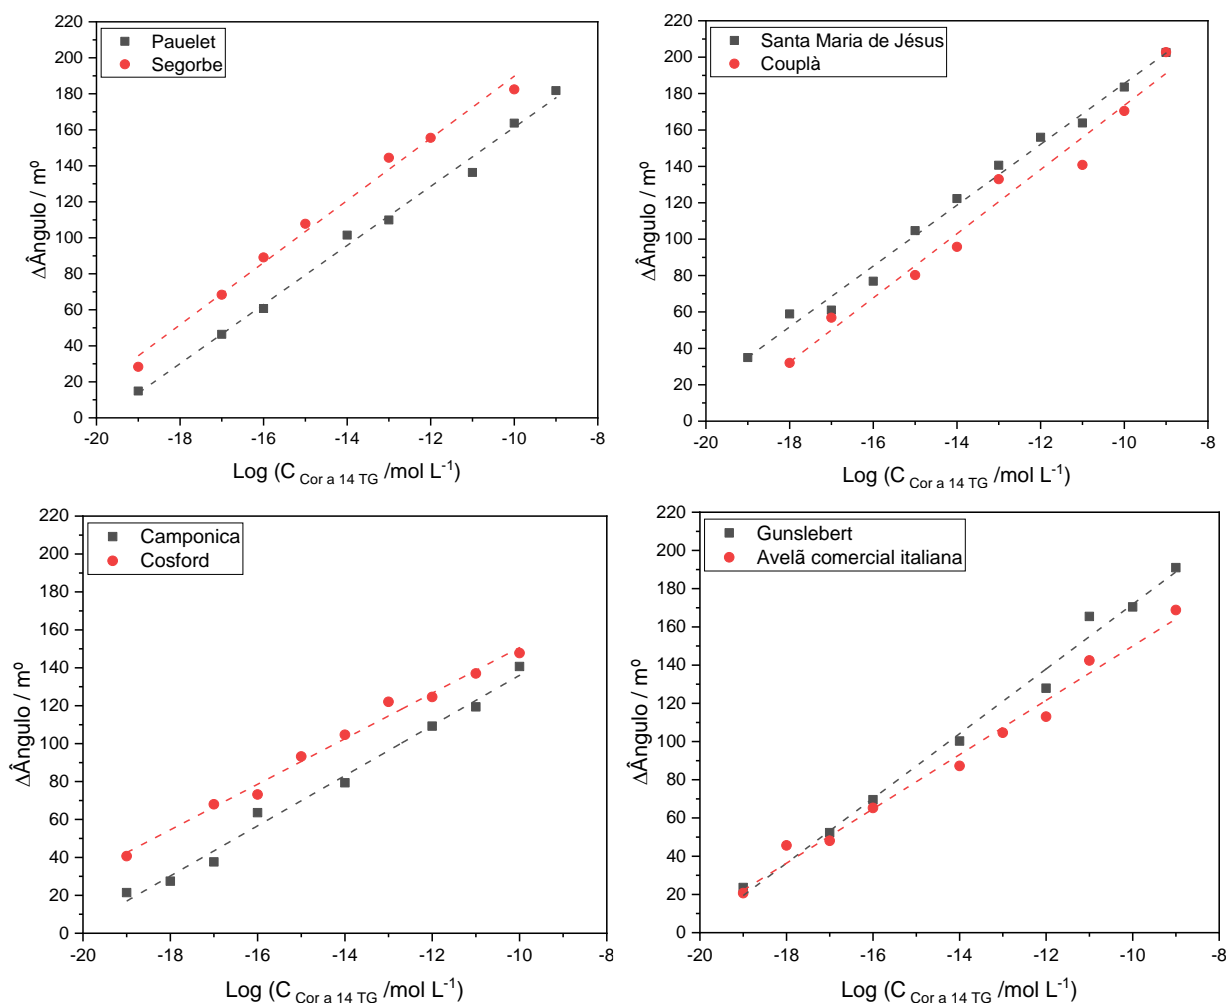 Pauelet
Segorbe
220
200
180
160
140
120
100
80
60
40
20
0
ΔÂngulo / mº
-20 -18 -16 -14 -12 -10 -8
Log (C Cor a 14 TG /mol L-1)
Santa Maria de Jésus
Couplà
220
200
180
160
140
120
100
80
60
40
20
0
ΔÂngulo / mº
-20 -18 -16 -14 -12 -10 -8
Log (C Cor a 14 TG /mol L-1)
Camponica
Cosford
220
200
180
160
140
120
100
80
60
40
20
0
ΔÂngulo / mº
-20 -18 -16 -14 -12 -10 -8
Log (C Cor a 14 TG /mol L-1)
Gunslebert
Avelã comercial italiana
220
200
180
160
140
120
100
80
60
40
20
0
ΔÂngulo / mº
-20 -18 -16 -14 -12 -10 -8
Log (C Cor a 14 TG /mol L-1)